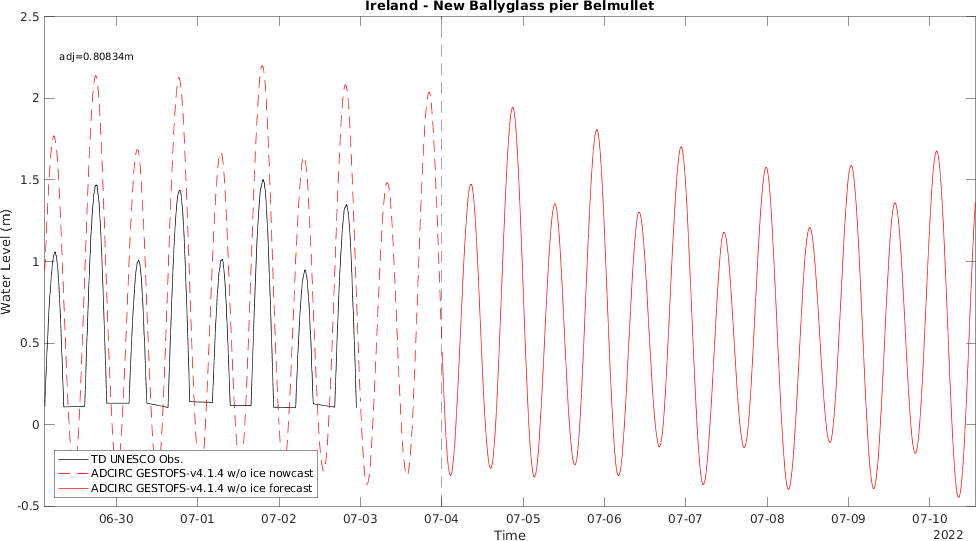 Ireland - New Ballyglass pier Belmullet
2.5
adj=0.80834m
2
1.5
1
0.5
0
-0.5
Water Level (m)
TD UNESCO Obs.
ADCIRC GESTOFS-v4.1.4 w/o ice nowcast
ADCIRC GESTOFS-v4.1.4 w/o ice forecast
06-30 07-01 07-02 07-03 07-04 07-05 07-06 07-07 07-08 07-09 07-10
Time
2022